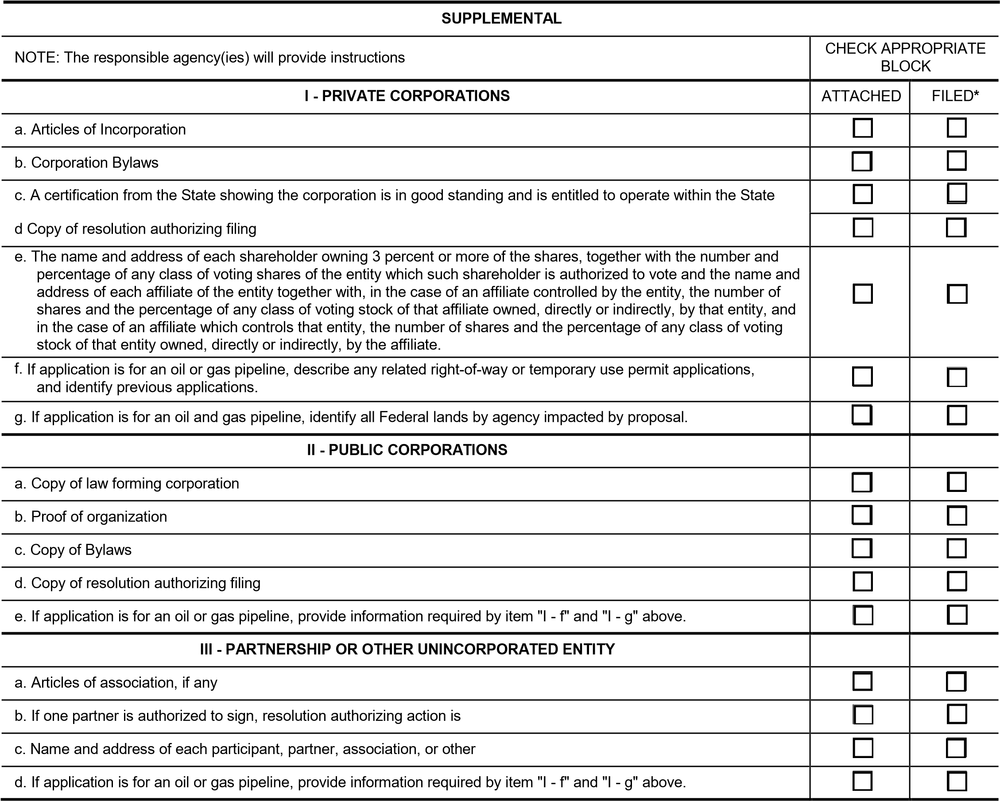 SUPPLEMENTAL
NOTE: The responsible agency(ies) will provide instructions
CHECK APPROPRIATE
BLOCK
I - PRIVATE CORPORATIONS
ATTACHED
FILED*
a. Articles of Incorporation
b. Corporation Bylaws
c. A certification from the State showing the corporation is in good standing and is entitled to operate within the State
d Copy of resolution authorizing filing
e. The name and address of each shareholder owning 3 percent or more of the shares, together with the number and
percentage of any class of voting shares of the entity which such shareholder is authorized to vote and the name and
address of each affiliate of the entity together with, in the case of an affiliate controlled by the entity, the number of
shares and the percentage of any class of voting stock of that affiliate owned, directly or indirectly, by that entity, and
in the case of an affiliate which controls that entity, the number of shares and the percentage of any class of voting
stock of that entity owned, directly or indirectly, by the affiliate.
f. If application is for an oil or gas pipeline, describe any related right-of-way or temporary use permit applications,
and identify previous applications.
g. If application is for an oil and gas pipeline, identify all Federal lands by agency impacted by proposal.
II - PUBLIC CORPORATIONS
a. Copy of law forming corporation
b. Proof of organization
c. Copy of Bylaws
d. Copy of resolution authorizing filing
e. If application is for an oil or gas pipeline, provide information required by item "I - f" and "I - g" above.
III - PARTNERSHIP OR OTHER UNINCORPORATED ENTITY
a. Articles of association, if any
b. If one partner is authorized to sign, resolution authorizing action is
c. Name and address of each participant, partner, association, or other
d. If application is for an oil or gas pipeline, provide information required by item "I - f" and "I - g" above.